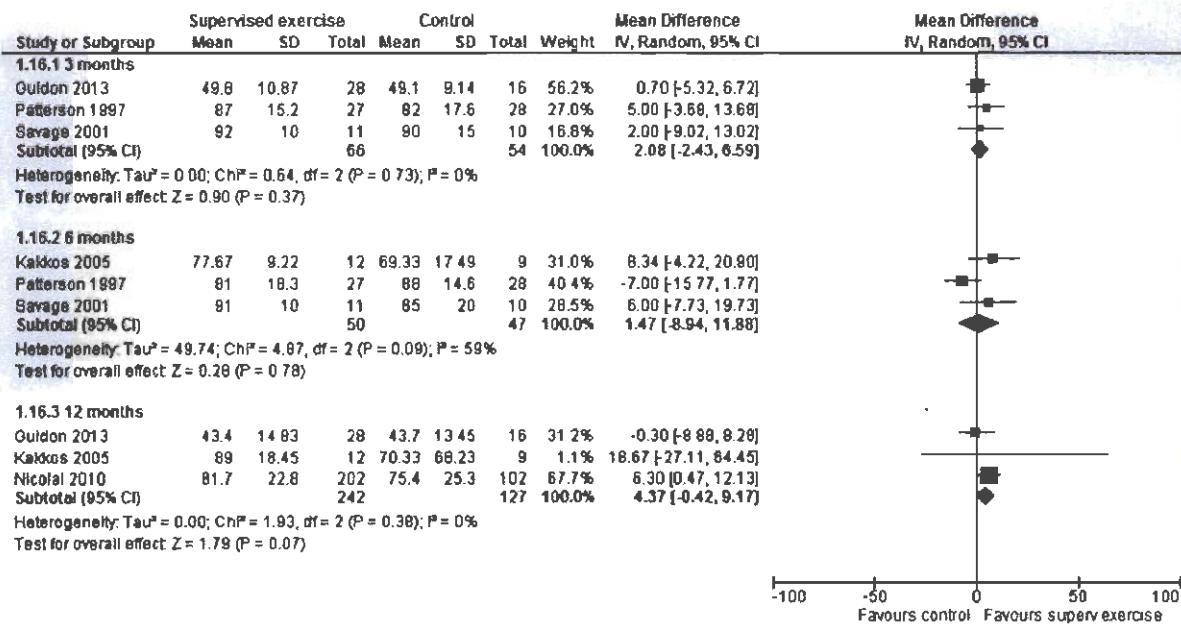 Supervised exercise Control Mean Difference Mean Difference
Study or Subgroup Mean SD Total Mean SD Total Weight IV, Random, 95% CI IV, Random, 95% CI
1.16.1 3 months
Guidon 2013 49.8 10.87 28 49.1 9.14 16 56.2% 0.70 [-5.32, 6.72]
Patterson 1997 87 15.2 27 82 17.6 28 27.0% 5.00 [-3.68, 13.68]
Savage 2001 92 10 11 90 15 10 16.8% 2.00 [-9.02, 13.02]
Subtotal (95% CI) 66 54 100.0% 2.08 [-2.43, 6.59]
Heterogeneity: Tau² = 0.00; Chi² = 0.64, df = 2 (P = 0.73); I² = 0%
Test for overall effect: Z = 0.90 (P = 0.37)
1.16.2 6 months
Kakkos 2005 77.67 9.22 12 69.33 17.49 9 31.0% 8.34 [-4.22, 20.90]
Patterson 1997 81 18.3 27 88 14.6 28 40.4% -7.00 [-15.77, 1.77]
Savage 2001 91 10 11 85 20 10 28.5% 6.00 [-7.73, 19.73]
Subtotal (95% CI) 50 47 100.0% 1.47 [-8.94, 11.88]
Heterogeneity: Tau² = 49.74; Chi² = 4.87, df = 2 (P = 0.09); I² = 59%
Test for overall effect: Z = 0.28 (P = 0.78)
1.16.3 12 months
Guidon 2013 43.4 14.83 28 43.7 13.45 16 31.2% -0.30 [-8.88, 8.28]
Kakkos 2005 89 18.45 12 70.33 68.23 9 1.1% 18.67 [-27.11, 64.45]
Nicolai 2010 81.7 22.8 202 75.4 25.3 102 67.7% 6.30 [0.47, 12.13]
Subtotal (95% CI) 242 127 100.0% 4.37 [-0.42, 9.17]
Heterogeneity: Tau² = 0.00; Chi² = 1.93, df = 2 (P = 0.38); I² = 0%
Test for overall effect: Z = 1.79 (P = 0.07)
-100 -50 0 50 100
Favours control Favours superv exercise